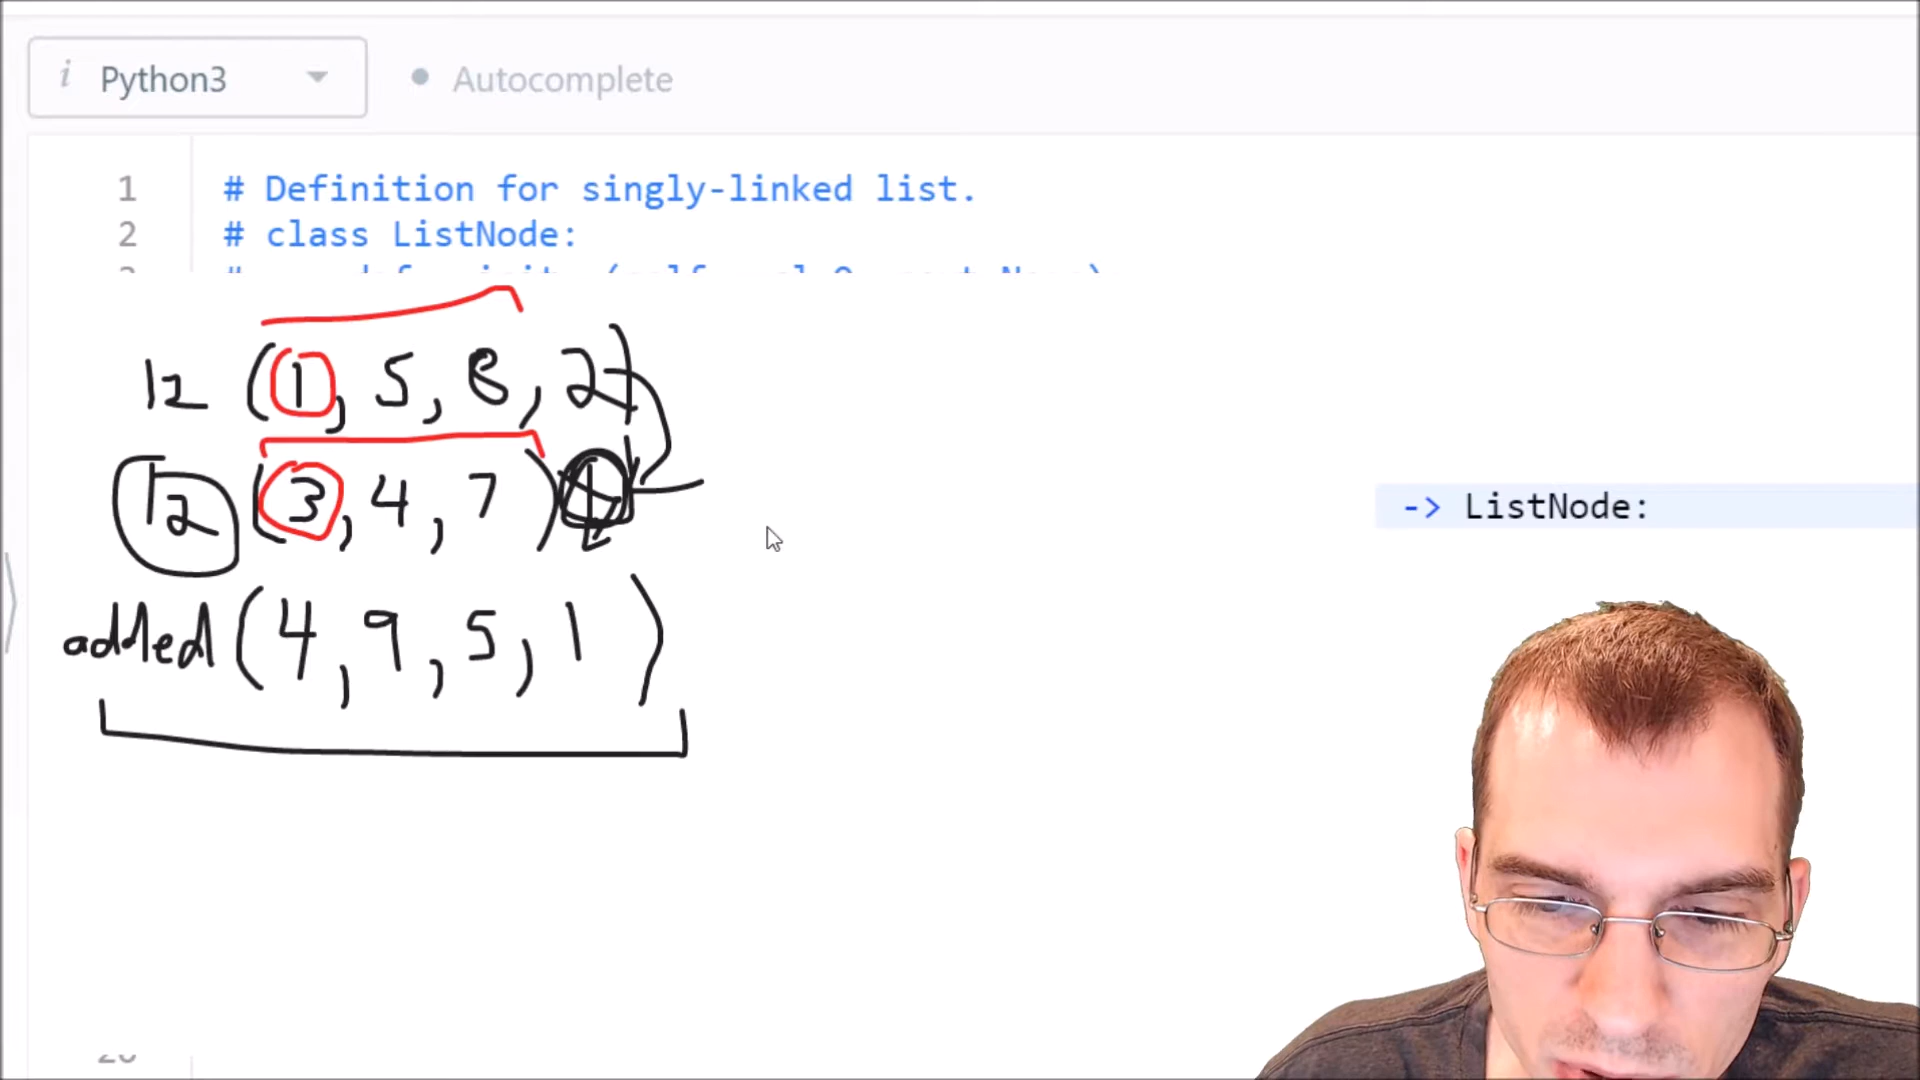 i Python3 Autocomplete
1 # Definition for singly-linked list.
2 # class ListNode:
l2 (1, 5, 8, 2)
l2 (3, 4, 7)
-> ListNode:
added (4, 9, 5, 1)